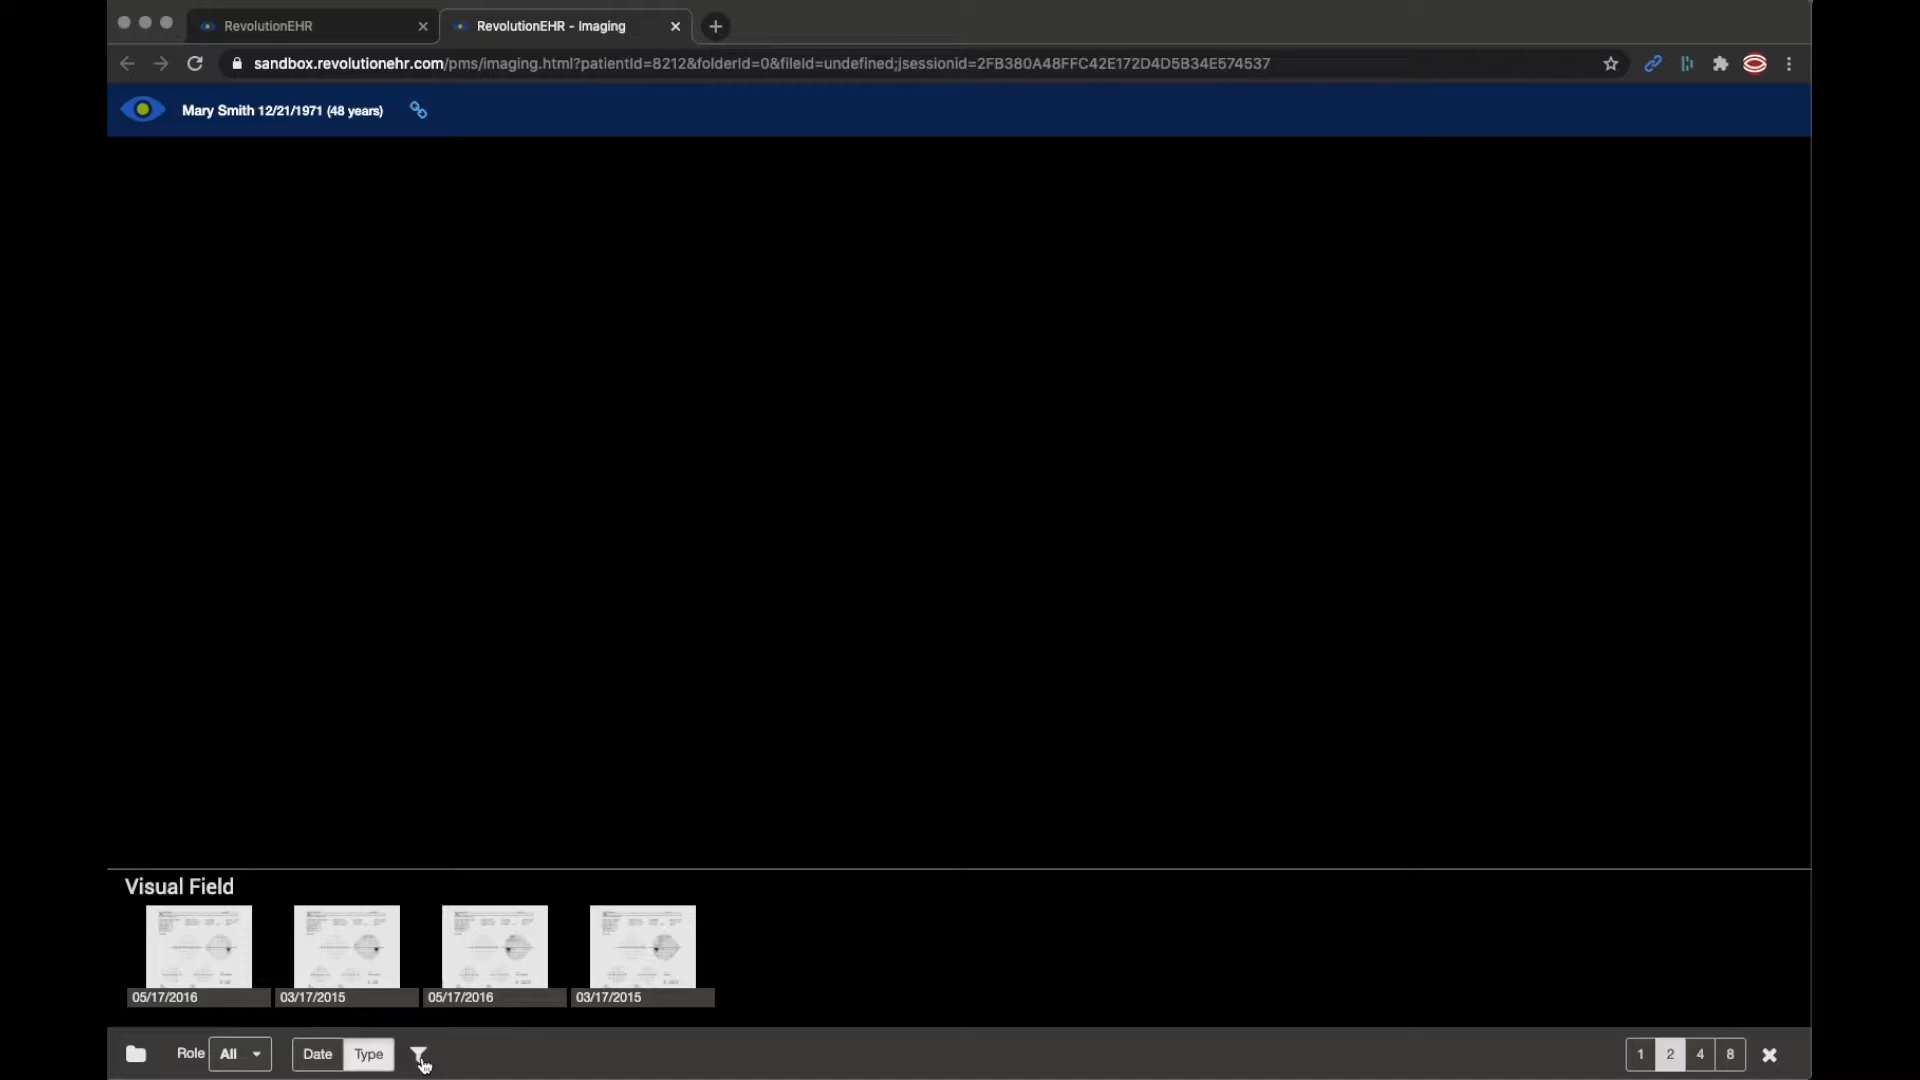 RevolutionEHR
RevolutionEHR - Imaging
sandbox.revolutionehr.com/pms/imaging.html?patientId=8212&folderId=0&fileId=undefined;jsessionid=2FB380A48FFC42E172D4D5B34E574537
Mary Smith 12/21/1971 (48 years)
Visual Field
05/17/2016
03/17/2015
05/17/2016
03/17/2015
Role All Date Type 1 2 4 8